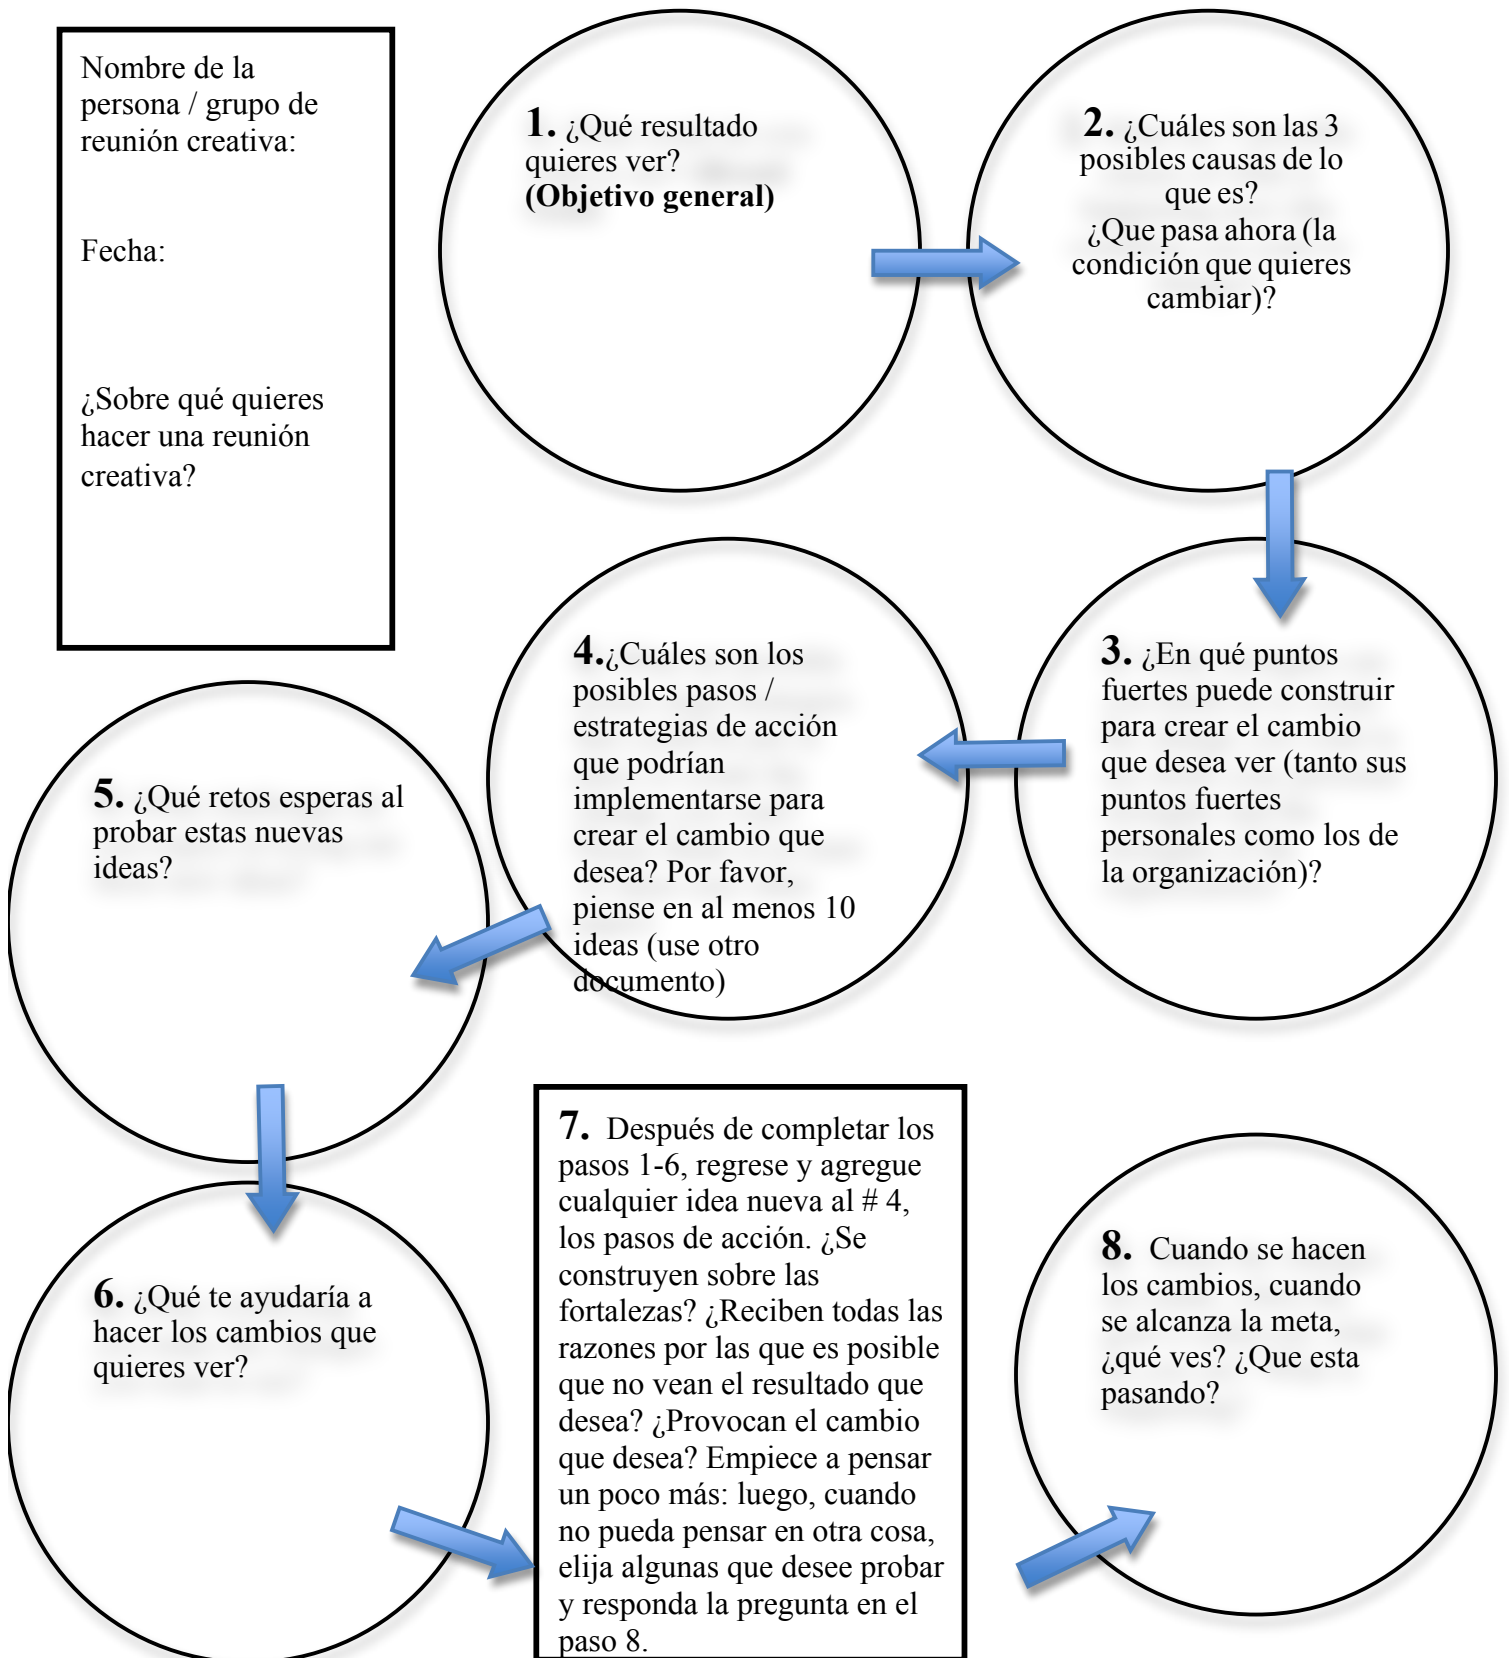 Nombre de la
persona / grupo de
reunión creativa:
Fecha:
¿Sobre qué quieres
hacer una reunión
creativa?
1. ¿Qué resultado
quieres ver?
(Objetivo general)
2. ¿Cuáles son las 3
posibles causas de lo
que es?
¿Que pasa ahora (la
condición que quieres
cambiar)?
3. ¿En qué puntos
fuertes puede construir
para crear el cambio
que desea ver (tanto sus
puntos fuertes
personales como los de
la organización)?
4.¿Cuáles son los
posibles pasos /
estrategias de acción
que podrían
implementarse para
crear el cambio que
desea? Por favor,
piense en al menos 10
ideas (use otro
documento)
5. ¿Qué retos esperas al
probar estas nuevas
ideas?
6. ¿Qué te ayudaría a
hacer los cambios que
quieres ver?
7. Después de completar los
pasos 1-6, regrese y agregue
cualquier idea nueva al # 4,
los pasos de acción. ¿Se
construyen sobre las
fortalezas? ¿Reciben todas las
razones por las que es posible
que no vean el resultado que
desea? ¿Provocan el cambio
que desea? Empiece a pensar
un poco más: luego, cuando
no pueda pensar en otra cosa,
elija algunas que desee probar
y responda la pregunta en el
paso 8.
8. Cuando se hacen
los cambios, cuando
se alcanza la meta,
¿qué ves? ¿Que esta
pasando?